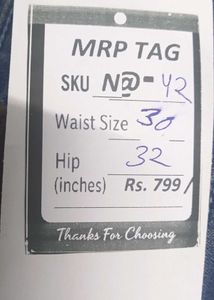 MRP TAG
SKU N@-42
Waist Size 30
Hip 32
(inches) Rs. 799/
Thanks For Choosing